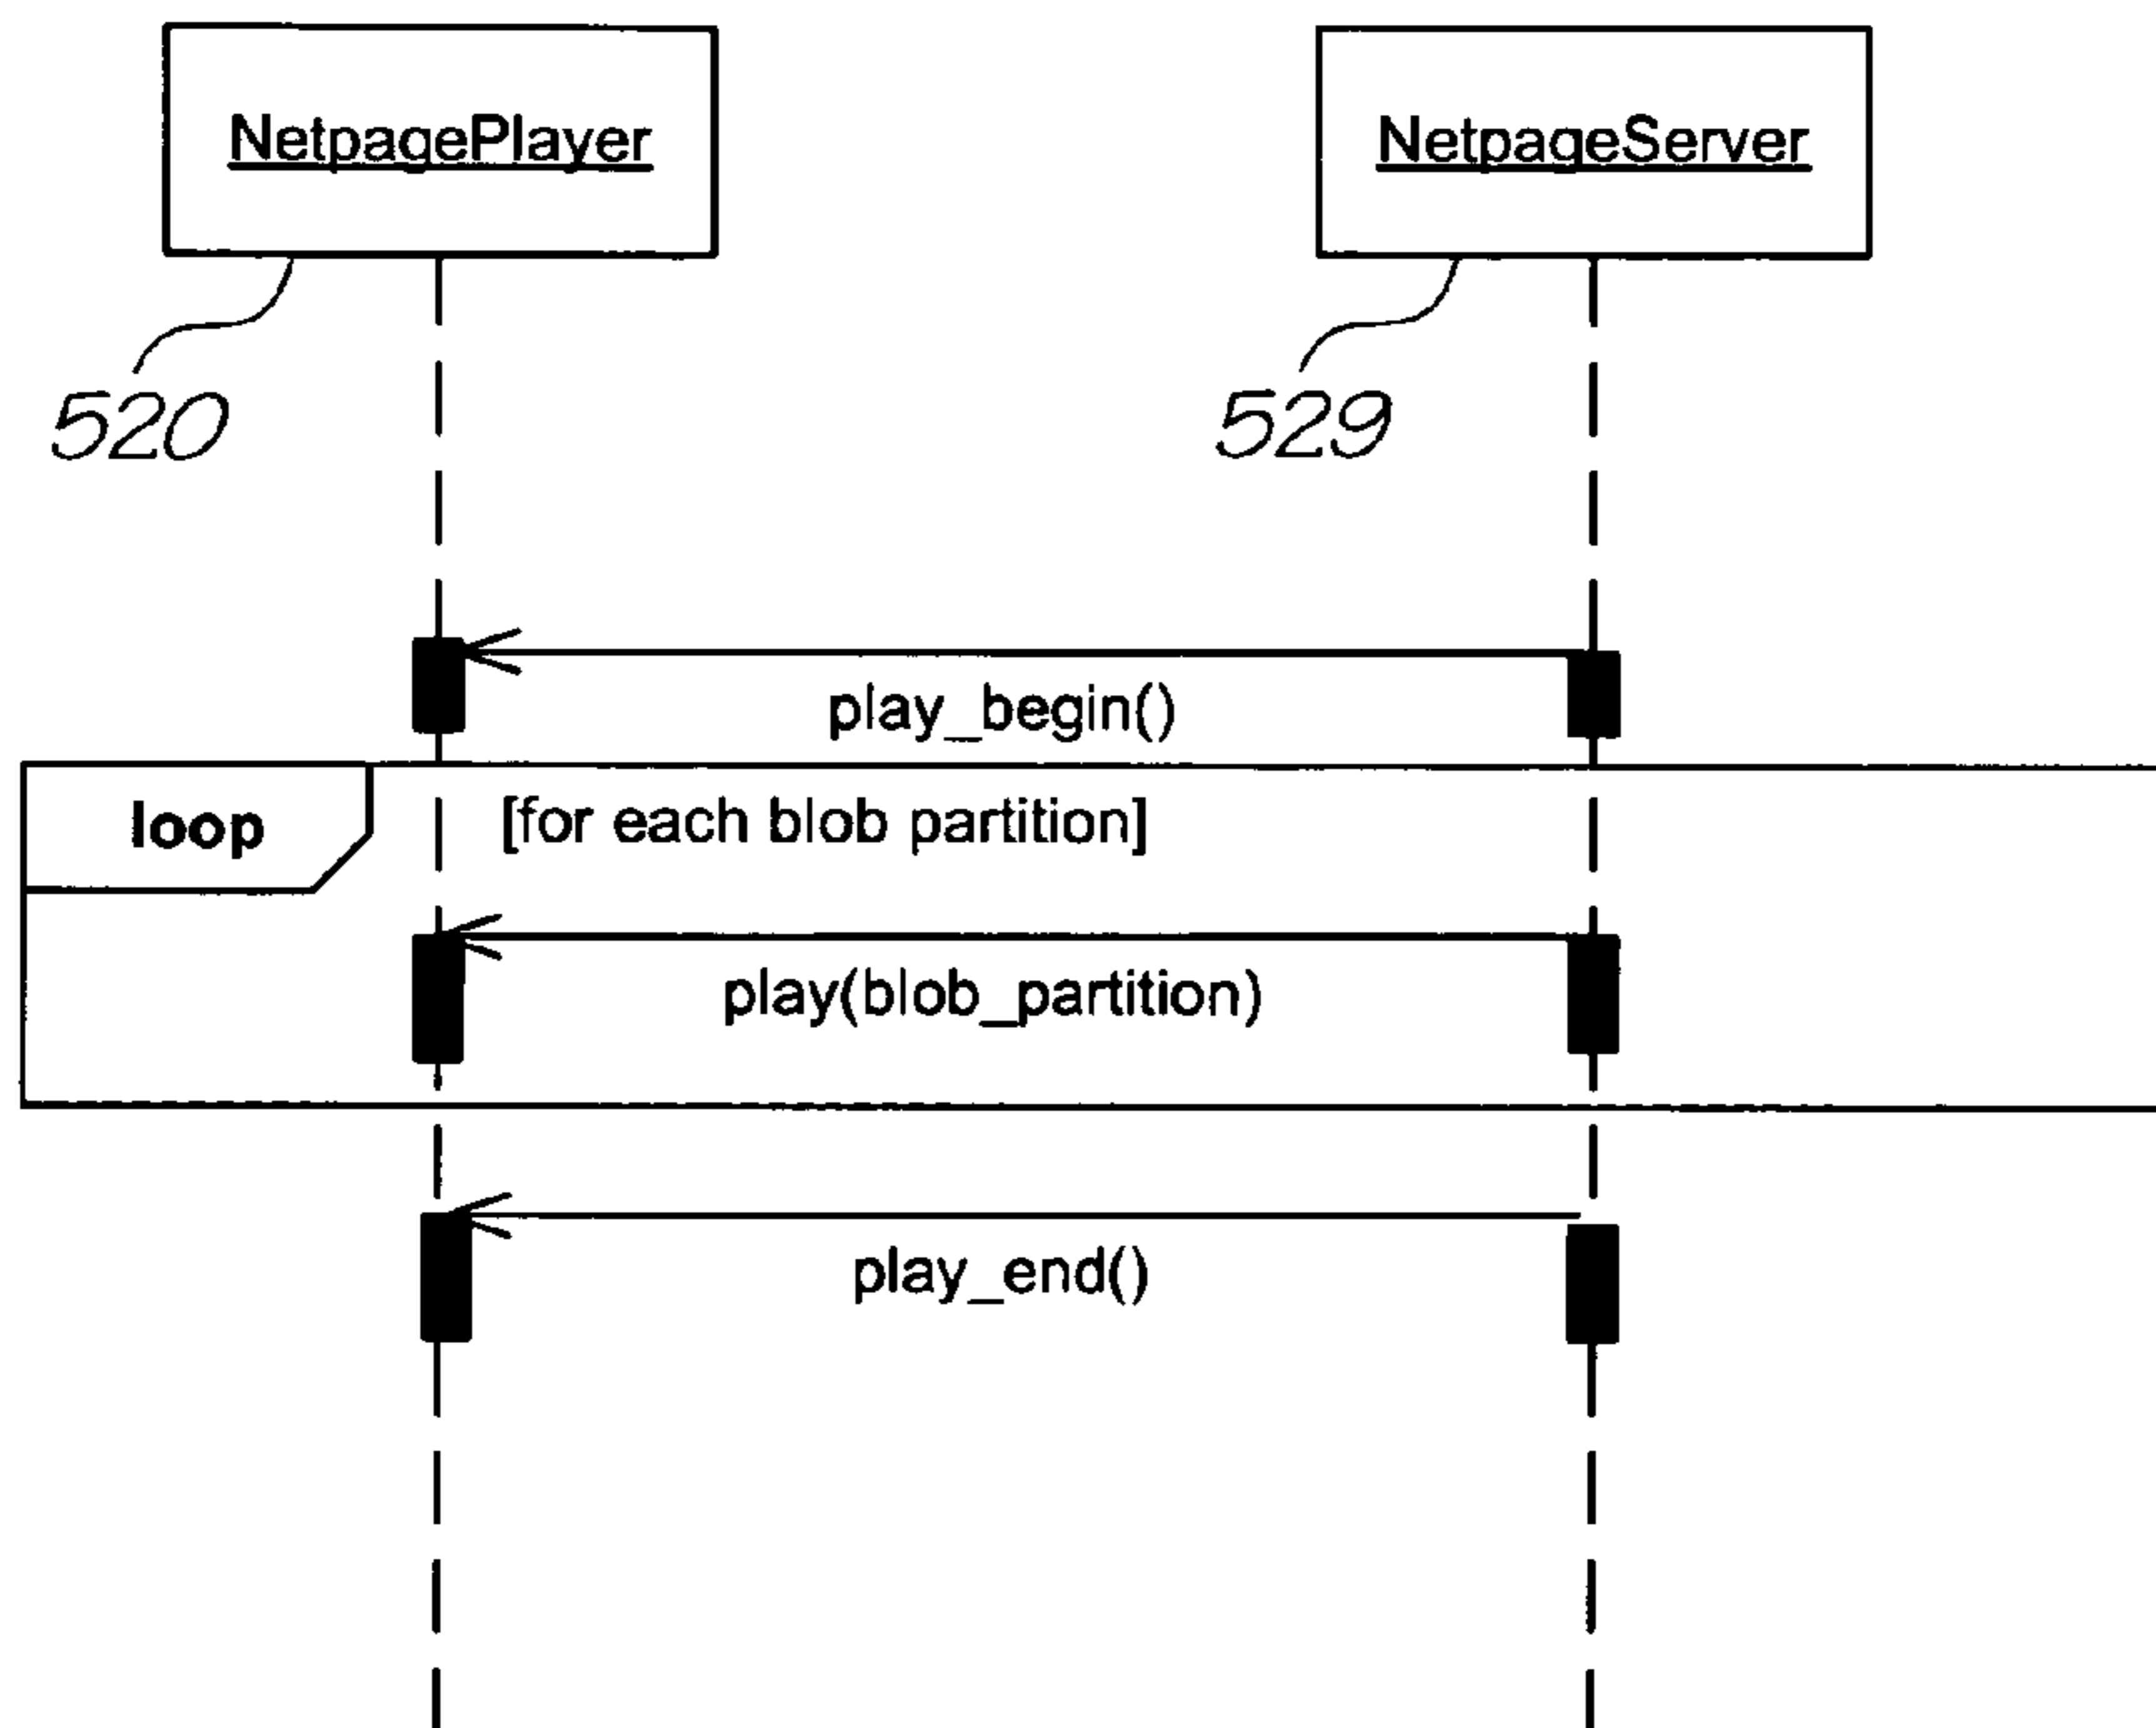 NetpagePlayer
NetpageServer
520
529
play_begin()
loop
[for each blob partition]
play(blob_partition)
play_end()